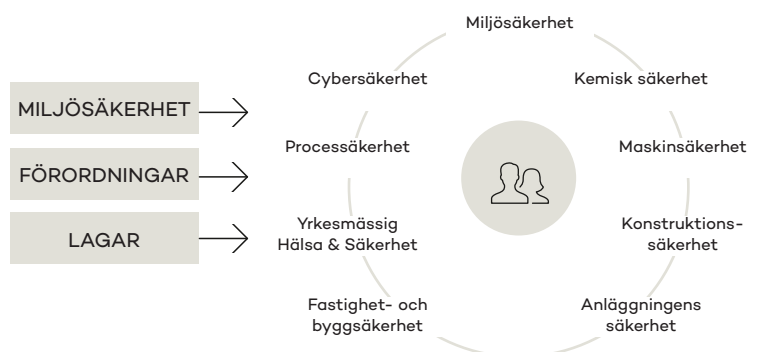 MILJÖSÄKERHET
FÖRORDNINGAR
LAGAR
Miljösäkerhet
Cybersäkerhet
Kemisk säkerhet
Processäkerhet
Maskinsäkerhet
Yrkesmässig
Hälsa & Säkerhet
Konstruktions-
säkerhet
Fastighet- och
byggsäkerhet
Anläggningens
säkerhet